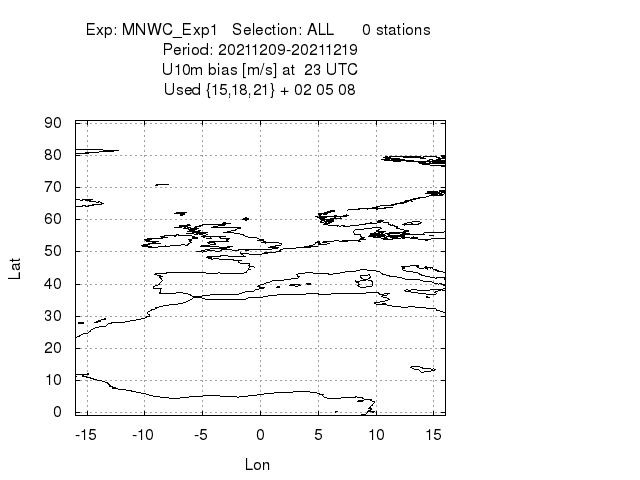 Exp: MNWC_Exp1 Selection: ALL 0 stations
Period: 20211209-20211219
U10m bias [m/s] at 23 UTC
Used {15,18,21} + 02 05 08
90
80
70
60
50
40
30
20
10
0
Lat
-15 -10 -5 0 5 10 15
Lon